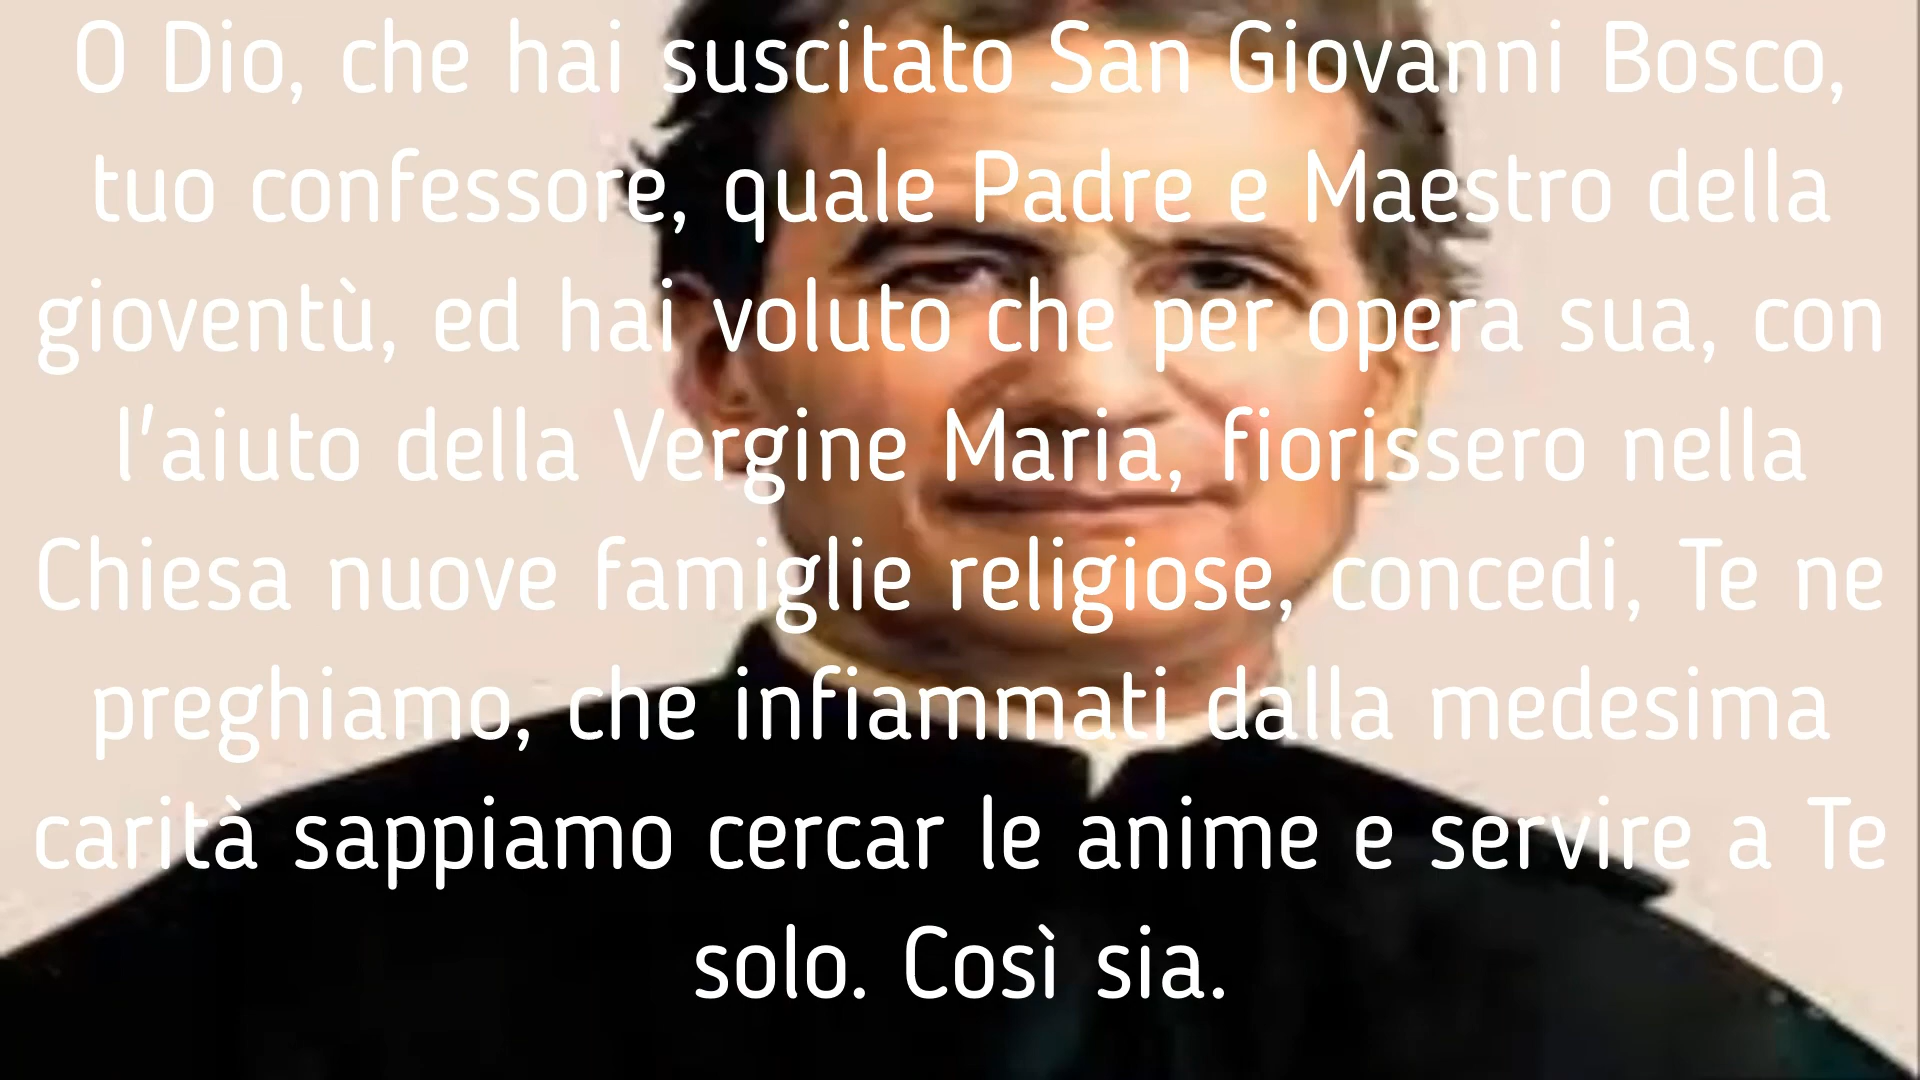 O Dio, che hai suscitato San Giovanni Bosco,
tuo confessore, quale Padre e Maestro della
gioventù, ed hai voluto che per opera sua, con
l'aiuto della Vergine Maria, fiorissero nella
Chiesa nuove famiglie religiose, concedi, Te ne
preghiamo, che infiammati dalla medesima
carità sappiamo cercar le anime e servire a Te
solo. Così sia.